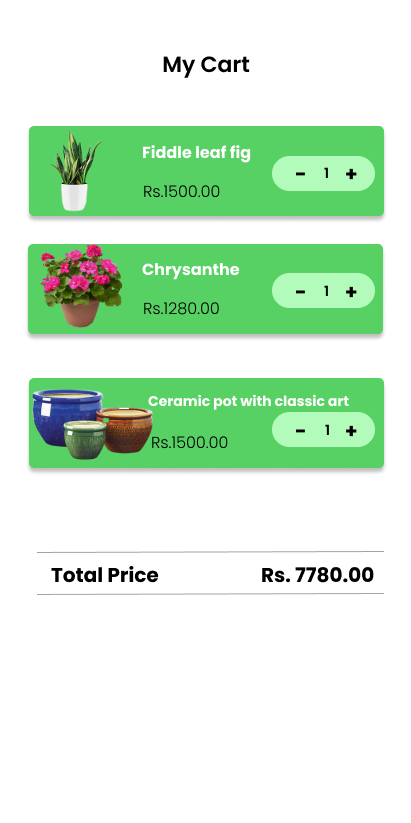 My Cart
Fiddle leaf fig
Rs.1500.00
- 1 +
Chrysanthe
Rs.1280.00
- 1 +
Ceramic pot with classic art
Rs.1500.00
- 1 +
Total Price Rs. 7780.00